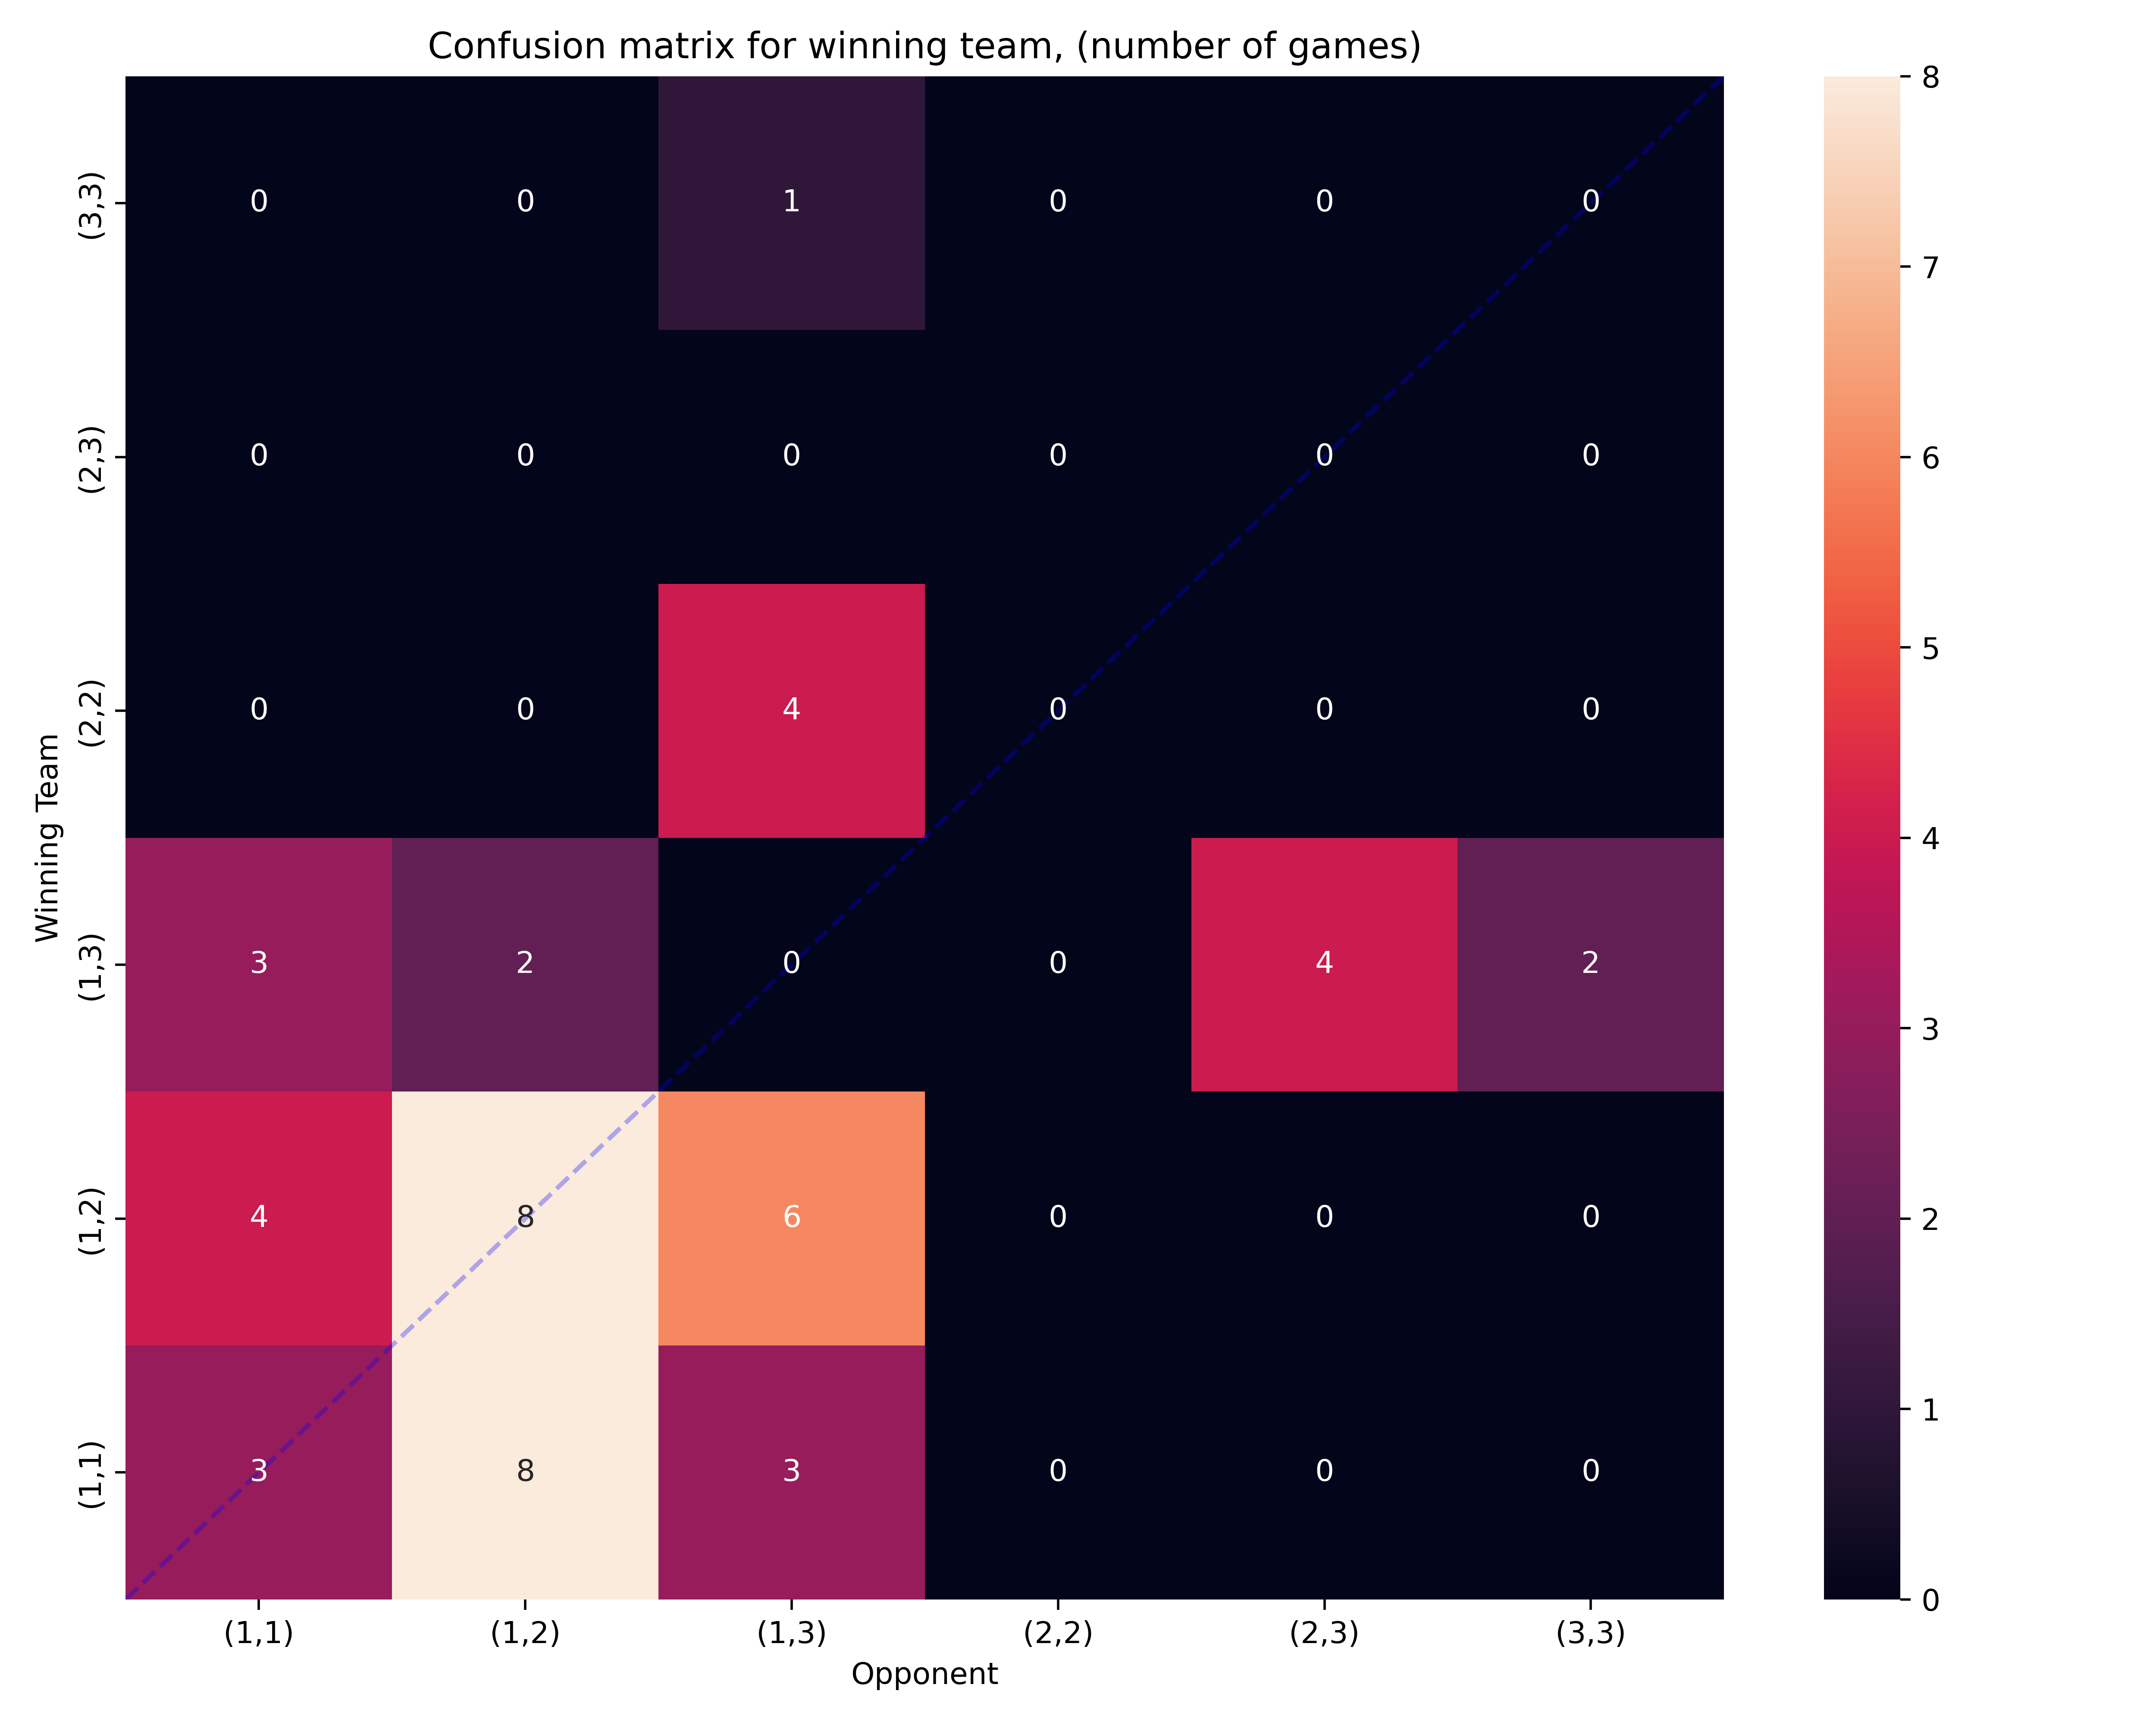 Confusion matrix for winning team, (number of games)
Winning Team
(3,3) 0 0 1 0 0 0
(2,3) 0 0 0 0 0 0
(2,2) 0 0 4 0 0 0
(1,3) 3 2 0 0 4 2
(1,2) 4 8 6 0 0 0
(1,1) 3 8 3 0 0 0
(1,1) (1,2) (1,3) (2,2) (2,3) (3,3)
Opponent
8
7
6
5
4
3
2
1
0